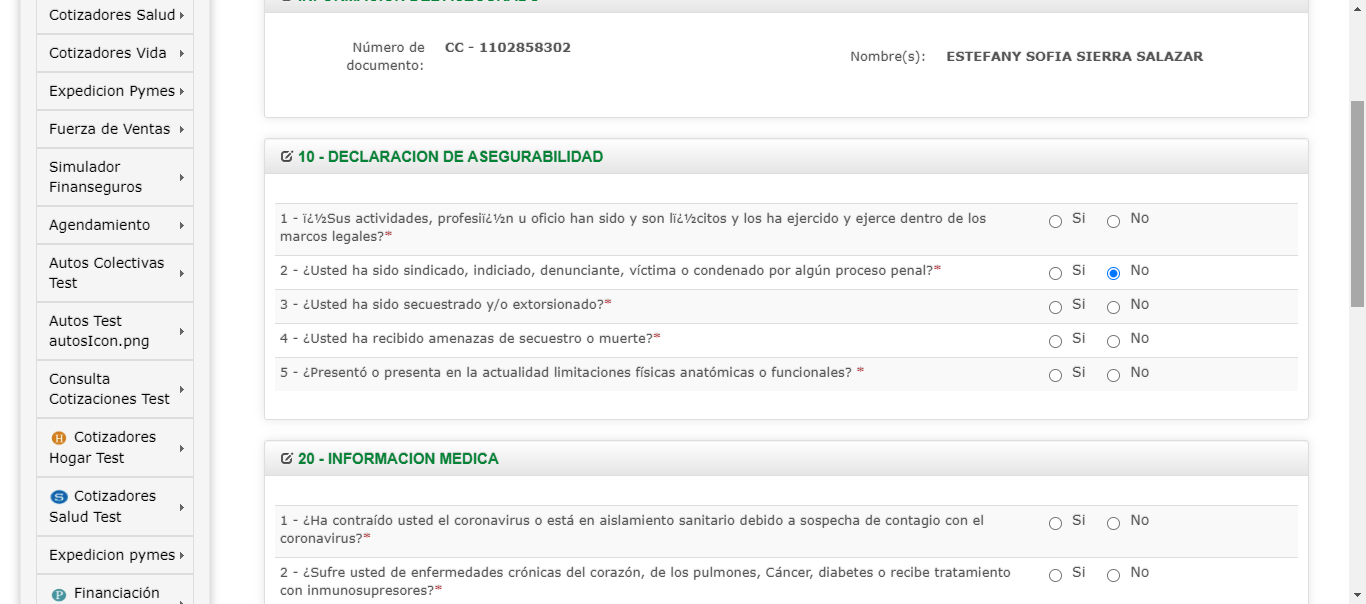 Cotizadores Salud
Cotizadores Vida
Expedicion Pymes
Fuerza de Ventas
Simulador
Finanseguros
Agendamiento
Autos Colectivas
Test
Autos Test
autosIcon.png
Consulta
Cotizaciones Test
H Cotizadores
Hogar Test
S Cotizadores
Salud Test
Expedicion pymes
P Financiación
Número de
documento:
CC - 1102858302
Nombre(s): ESTEFANY SOFIA SIERRA SALAZAR
10 - DECLARACION DE ASEGURABILIDAD
1 - ï¿½Sus actividades, profesiï¿½n u oficio han sido y son lï¿½citos y los ha ejercido y ejerce dentro de los
marcos legales?*
Si No
2 - ¿Usted ha sido sindicado, indiciado, denunciante, víctima o condenado por algún proceso penal?*
Si No
3 - ¿Usted ha sido secuestrado y/o extorsionado?*
Si No
4 - ¿Usted ha recibido amenazas de secuestro o muerte?*
Si No
5 - ¿Presentó o presenta en la actualidad limitaciones físicas anatómicas o funcionales? *
Si No
20 - INFORMACION MEDICA
1 - ¿Ha contraído usted el coronavirus o está en aislamiento sanitario debido a sospecha de contagio con el
coronavirus?*
Si No
2 - ¿Sufre usted de enfermedades crónicas del corazón, de los pulmones, Cáncer, diabetes o recibe tratamiento
con inmunosupresores?*
Si No